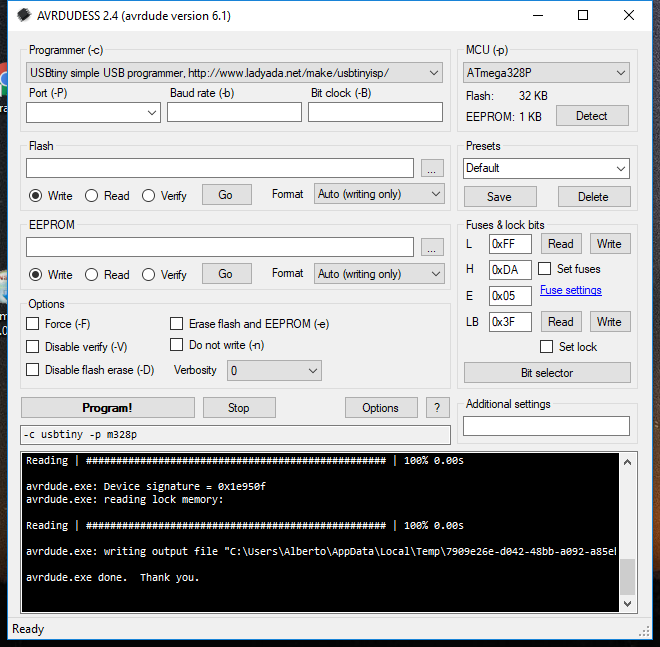 AVRDUDESS 2.4 (avrdude version 6.1)
Programmer (-c)
USBtiny simple USB programmer, http://www.ladyada.net/make/usbtinyisp/
Port (-P)
Baud rate (-b)
Bit clock (-B)
MCU (-p)
ATmega328P
Flash: 32 KB
EEPROM: 1 KB
Detect
Flash
...
Write
Read
Verify
Go
Format
Auto (writing only)
Presets
Default
Save
Delete
EEPROM
...
Write
Read
Verify
Go
Format
Auto (writing only)
Fuses & lock bits
L 0xFF Read Write
H 0xDA Set fuses
E 0x05 Fuse settings
LB 0x3F Read Write
Set lock
Bit selector
Options
Force (-F)
Erase flash and EEPROM (-e)
Disable verify (-V)
Do not write (-n)
Disable flash erase (-D)
Verbosity 0
Program!
Stop
Options
?
Additional settings
-c usbtiny -p m328p
Reading | ################################################## | 100% 0.00s
avrdude.exe: Device signature = 0x1e950f
avrdude.exe: reading lock memory:
Reading | ################################################## | 100% 0.00s
avrdude.exe: writing output file "C:\Users\Alberto\AppData\Local\Temp\7909e26e-d042-48bb-a092-a85e
avrdude.exe done.  Thank you.
Ready